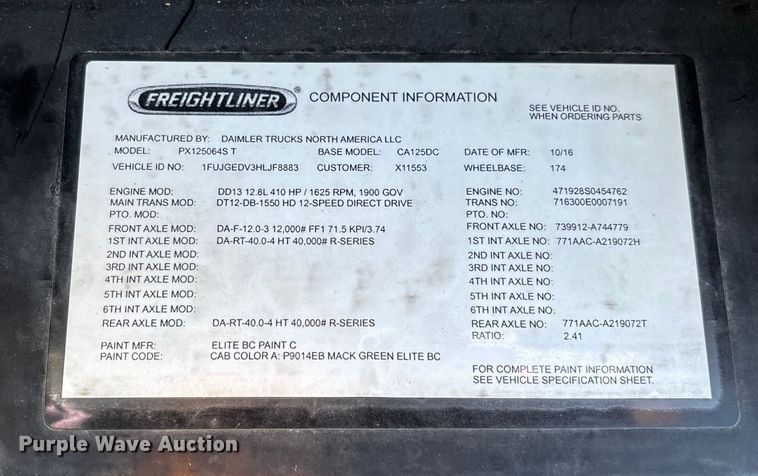 FREIGHTLINER ® COMPONENT INFORMATION
SEE VEHICLE ID NO.
WHEN ORDERING PARTS
MANUFACTURED BY: DAIMLER TRUCKS NORTH AMERICA LLC
MODEL: PX125064S T BASE MODEL: CA125DC DATE OF MFR: 10/16
VEHICLE ID NO: 1FUJGEDV3HLJF8883 CUSTOMER: X11553 WHEELBASE: 174
ENGINE MOD: DD13 12.8L 410 HP / 1625 RPM, 1900 GOV ENGINE NO: 471928S0454762
MAIN TRANS MOD: DT12-DB-1550 HD 12-SPEED DIRECT DRIVE TRANS NO: 716300E0007191
PTO. MOD: PTO. NO:
FRONT AXLE MOD: DA-F-12.0-3 12,000# FF1 71.5 KPI/3.74 FRONT AXLE NO: 739912-A744779
1ST INT AXLE MOD: DA-RT-40.0-4 HT 40,000# R-SERIES 1ST INT AXLE NO: 771AAC-A219072H
2ND INT AXLE MOD: 2ND INT AXLE NO:
3RD INT AXLE MOD: 3RD INT AXLE NO:
4TH INT AXLE MOD: 4TH INT AXLE NO:
5TH INT AXLE MOD: 5TH INT AXLE NO:
6TH INT AXLE MOD: 6TH INT AXLE NO:
REAR AXLE MOD: DA-RT-40.0-4 HT 40,000# R-SERIES REAR AXLE NO: 771AAC-A219072T
RATIO: 2.41
PAINT MFR: ELITE BC PAINT C
PAINT CODE: CAB COLOR A: P9014EB MACK GREEN ELITE BC
FOR COMPLETE PAINT INFORMATION
SEE VEHICLE SPECIFICATION SHEET.
Purple Wave Auction